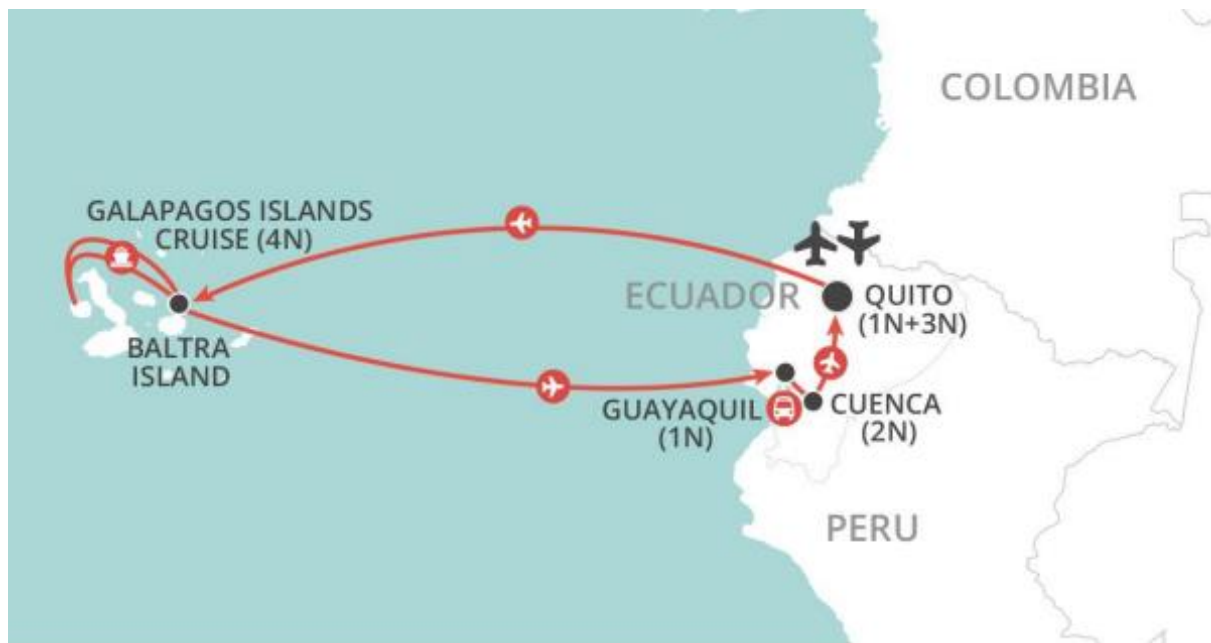 COLOMBIA
GALAPAGOS ISLANDS
CRUISE (4N)
ECUADOR
QUITO
(1N+3N)
BALTRA
ISLAND
GUAYAQUIL
(1N)
CUENCA
(2N)
PERU